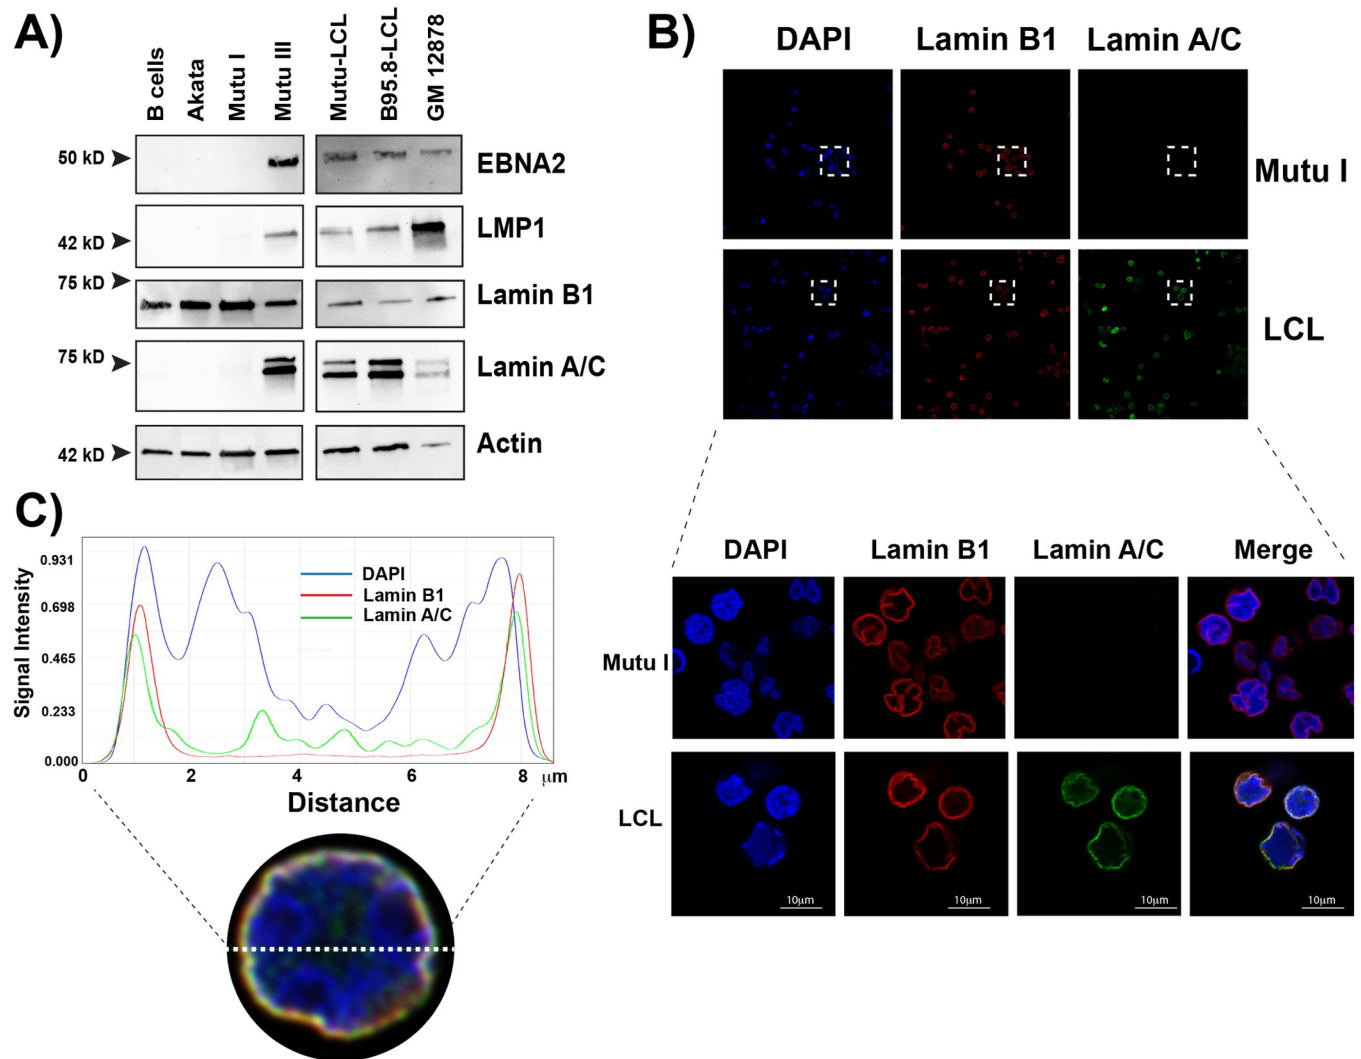 A)
B cells
Akata
Mutu I
Mutu III
Mutu-LCL
B95.8-LCL
GM 12878
50 kD
EBNA2
42 kD
LMP1
75 kD
Lamin B1
75 kD
Lamin A/C
42 kD
Actin
B)
DAPI Lamin B1 Lamin A/C
Mutu I
LCL
DAPI Lamin B1 Lamin A/C Merge
Mutu I
LCL
10µm 10µm 10µm 10µm
C)
Signal Intensity
0.931
0.698
0.465
0.233
0.000
DAPI
Lamin B1
Lamin A/C
0 2 4 6 8 µm
Distance